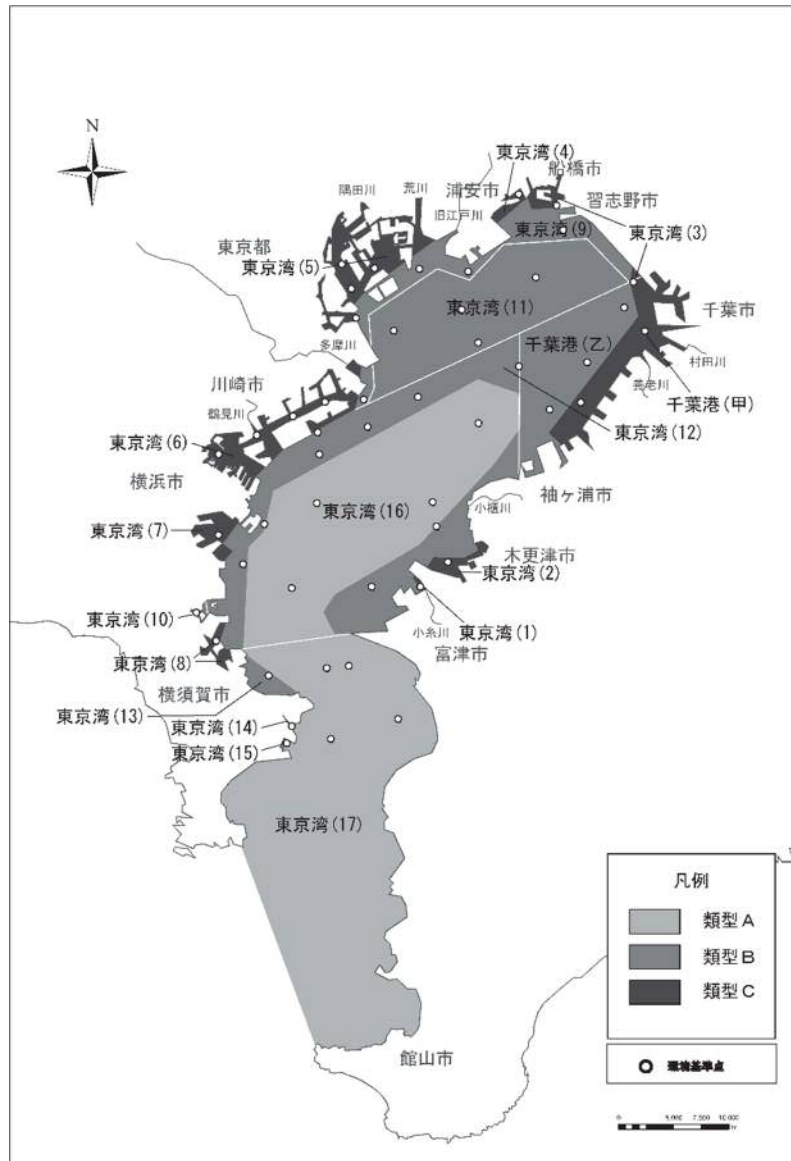 N
東京湾(4)
船橋市
浦安市
習志野市
隅田川
荒川
旧江戸川
東京湾(9)
東京湾(3)
東京都
東京湾(5)
東京湾(11)
千葉市
千葉港(乙)
村田川
養老川
多摩川
川崎市
鶴見川
千葉港(甲)
東京湾(12)
東京湾(6)
横浜市
袖ヶ浦市
小櫃川
東京湾(16)
東京湾(7)
木更津市
東京湾(2)
東京湾(10)
東京湾(1)
小糸川
富津市
東京湾(8)
横須賀市
東京湾(13)
東京湾(14)
東京湾(15)
東京湾(17)
館山市
凡例
類型A
類型B
類型C
環境基準点
0
5,000
7,500
10,000